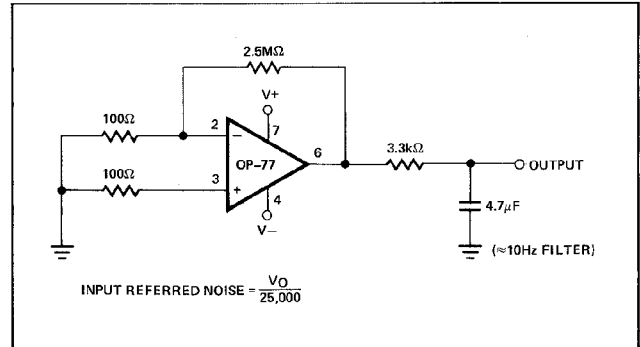 2.5MΩ
V+
100Ω
2
−
7
OP-77
6
3.3kΩ
OUTPUT
100Ω
3
+
4
V−
4.7μF
(≈10Hz FILTER)
INPUT REFERRED NOISE = VO
25,000